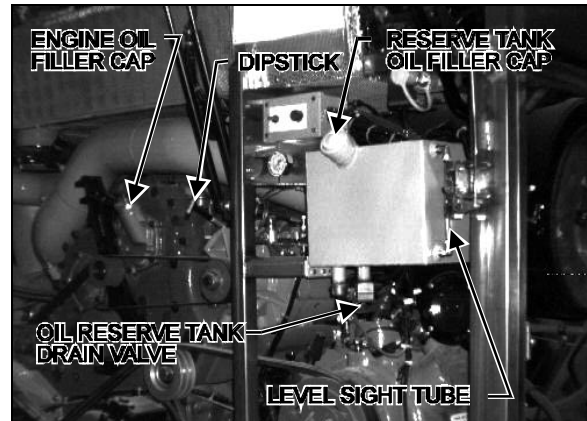 ENGINE OIL
FILLER CAP
DIPSTICK
RESERVE TANK
OIL FILLER CAP
OIL RESERVE TANK
DRAIN VALVE
LEVEL SIGHT TUBE